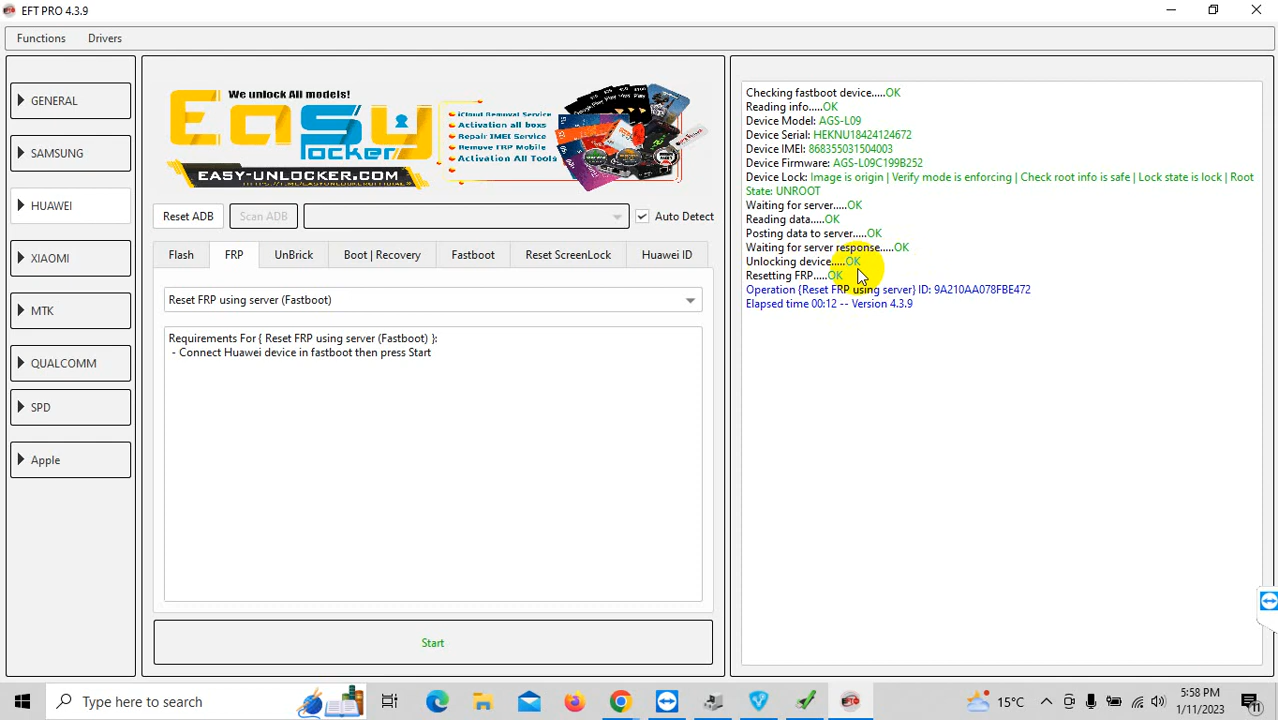 EFT PRO 4.3.9
Functions Drivers
GENERAL
SAMSUNG
HUAWEI
XIAOMI
MTK
QUALCOMM
SPD
Apple
We unlock All models!
Easy
locker
EASY-UNLOCKER.COM
iCloud Removal Service
Activation all boxs
Repair IMEI Service
Remove FRP Mobile
Activation All Tools
Reset ADB Scan ADB Auto Detect
Flash FRP UnBrick Boot | Recovery Fastboot Reset ScreenLock Huawei ID
Reset FRP using server (Fastboot)
Requirements For { Reset FRP using server (Fastboot) };
- Connect Huawei device in fastboot then press Start
Start
Checking fastboot device.....OK
Reading info.....OK
Device Model: AGS-L09
Device Serial: HEKNU18424124672
Device IMEI: 868355031504003
Device Firmware: AGS-L09C199B252
Device Lock: Image is origin | Verify mode is enforcing | Check root info is safe | Lock state is lock | Root
State: UNROOT
Waiting for server.....OK
Reading data.....OK
Posting data to server.....OK
Waiting for server response.....OK
Unlocking device.....OK
Resetting FRP.....OK
Operation {Reset FRP using server} ID: 9A210AA078FBE472
Elapsed time 00:12 -- Version 4.3.9
Type here to search
15°C
5:58 PM
1/11/2023
11